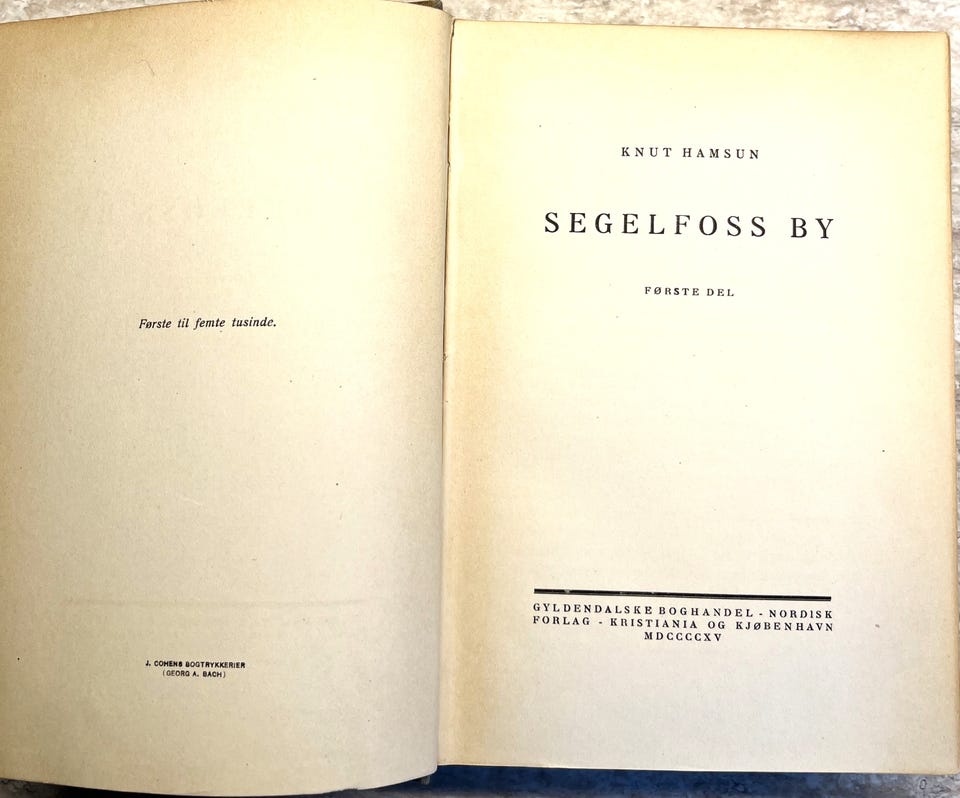 Første til femte tusinde.
J. COHENS BOGTRYKKERIER
(GEORG A. BACH)
KNUT HAMSUN
SEGELFOSS BY
FØRSTE DEL
GYLDENDALSKE BOGHANDEL - NORDISK
FORLAG - KRISTIANIA OG KJØBENHAVN
MDCCCCXV